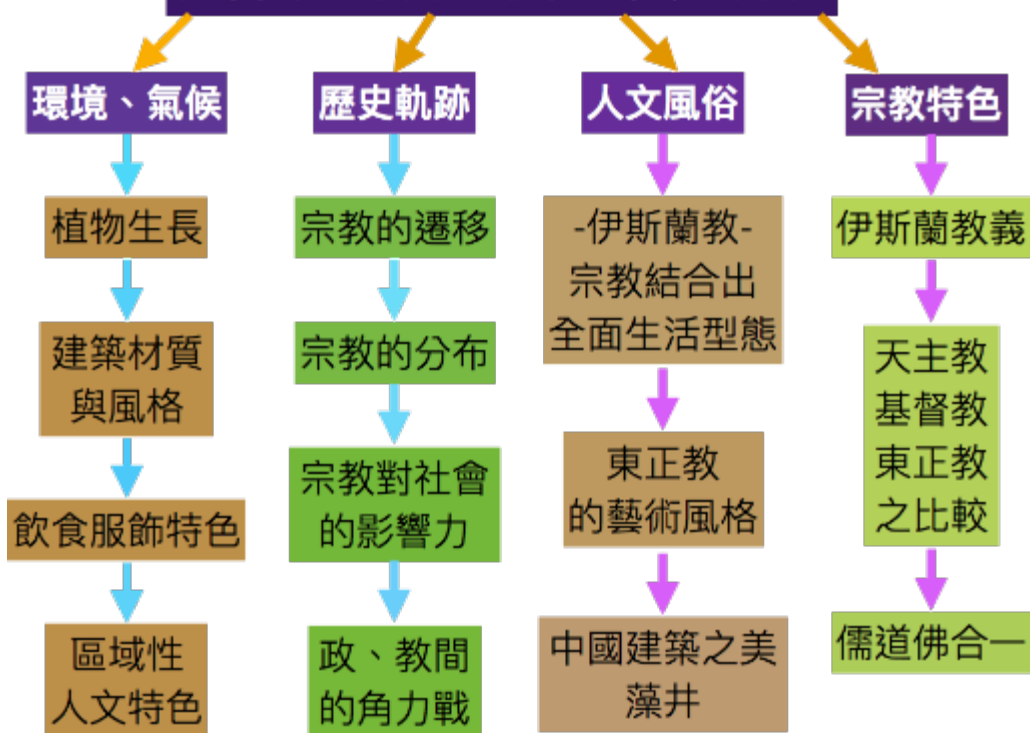 環境、氣候
植物生長
建築材質
與風格
飲食服飾特色
區域性
人文特色
歷史軌跡
宗教的遷移
宗教的分布
宗教對社會
的影響力
政、教間
的角力戰
人文風俗
-伊斯蘭教-
宗教結合出
全面生活型態
東正教
的藝術風格
中國建築之美
藻井
宗教特色
伊斯蘭教義
天主教
基督教
東正教
之比較
儒道佛合一